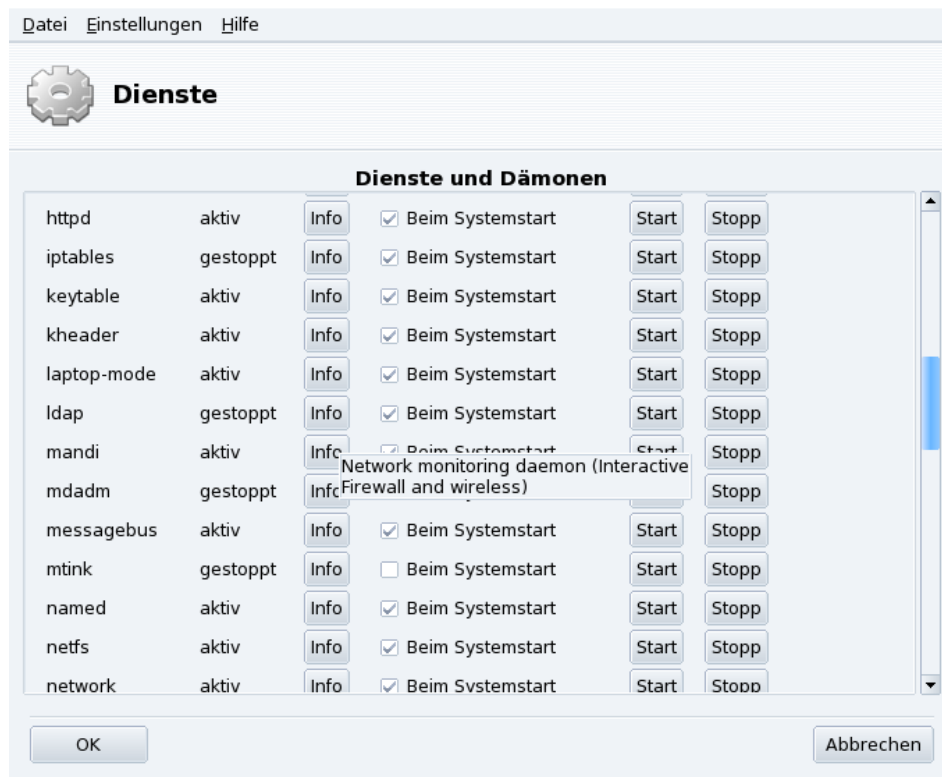 Datei Einstellungen Hilfe
Dienste
Dienste und Dämonen
httpd aktiv Info Beim Systemstart Start Stopp
iptables gestoppt Info Beim Systemstart Start Stopp
keytable aktiv Info Beim Systemstart Start Stopp
kheader aktiv Info Beim Systemstart Start Stopp
laptop-mode aktiv Info Beim Systemstart Start Stopp
ldap gestoppt Info Beim Systemstart Start Stopp
mandi aktiv Info Beim Systemstart Start Stopp
Network monitoring daemon (Interactive
Firewall and wireless)
mdadm gestoppt Info Stopp
messagebus aktiv Info Beim Systemstart Start Stopp
mtink gestoppt Info Beim Systemstart Start Stopp
named aktiv Info Beim Systemstart Start Stopp
netfs aktiv Info Beim Systemstart Start Stopp
network aktiv Info Beim Systemstart Start Stopp
OK Abbrechen